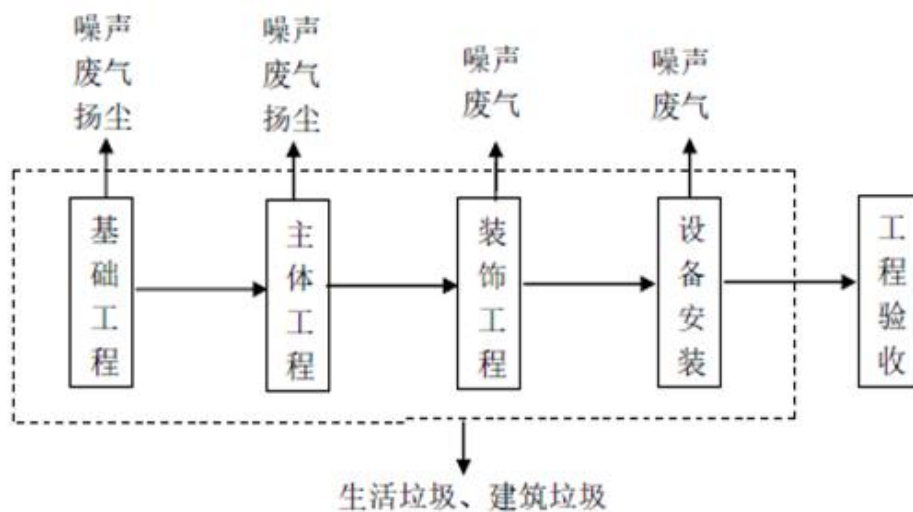 噪声
废气
扬尘
噪声
废气
扬尘
噪声
废气
噪声
废气
基础工程
主体工程
装饰工程
设备安装
工程验收
生活垃圾、建筑垃圾